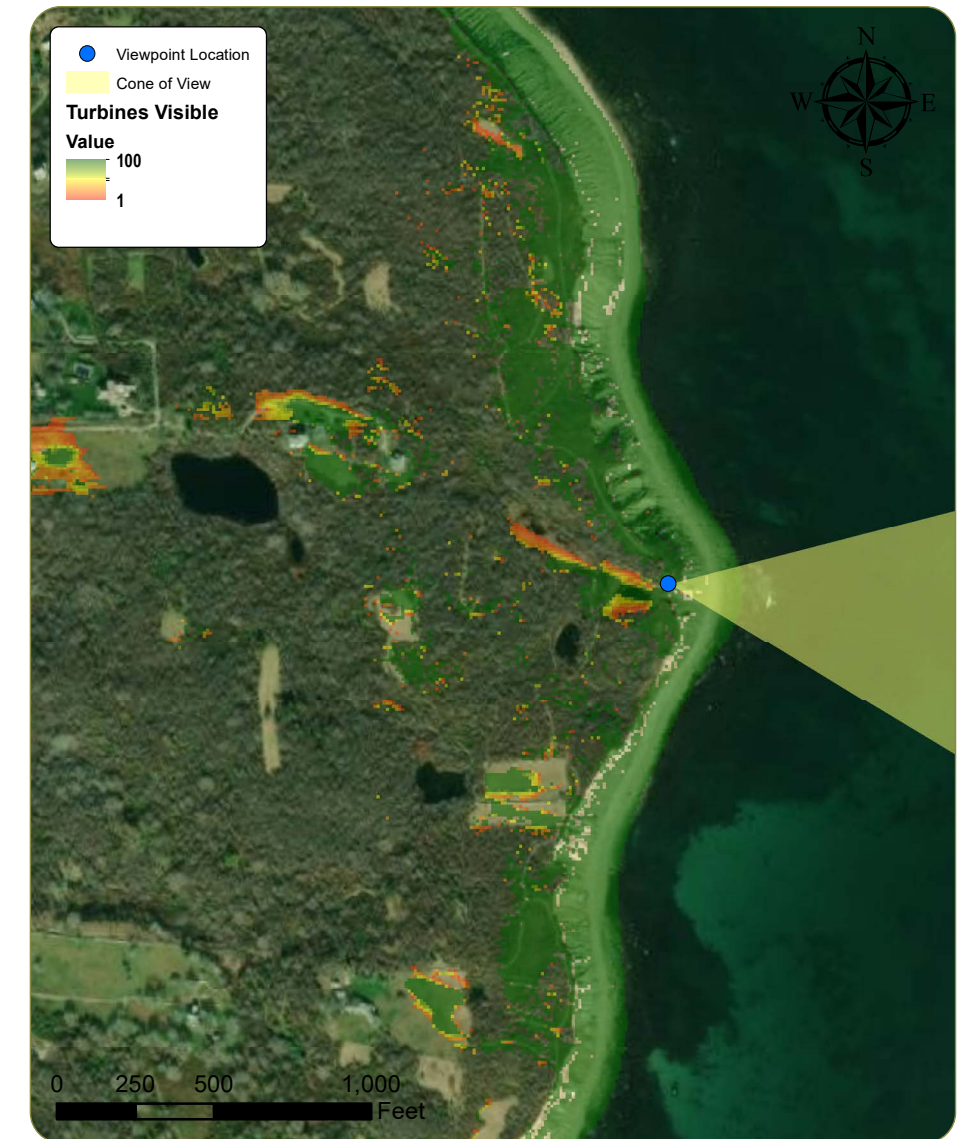 Viewpoint Location
Cone of View
Turbines Visible
Value
100
1
N
W E
S
0 250 500 1,000
Feet